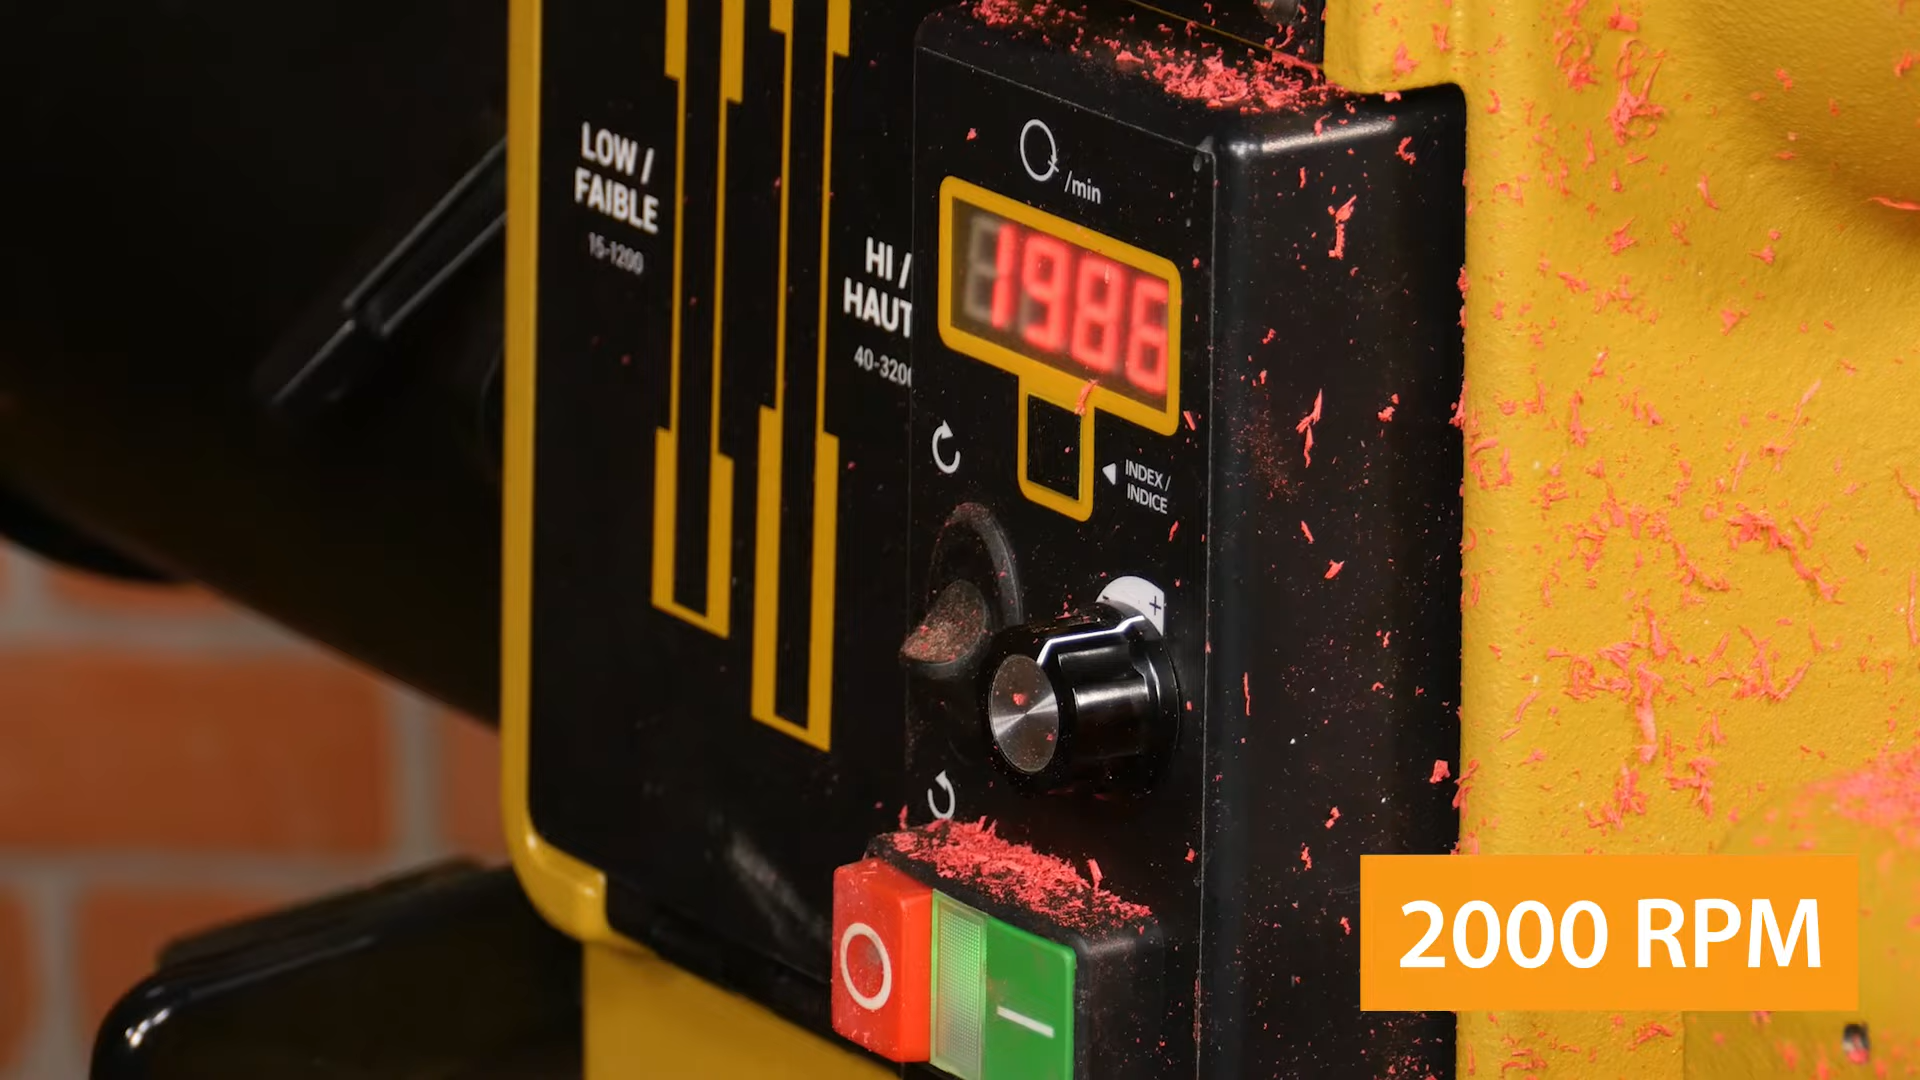 LOW /
FAIBLE
15-1200
HI /
HAUT
40-320
/min
1986
INDEX /
INDICE
+
2000 RPM